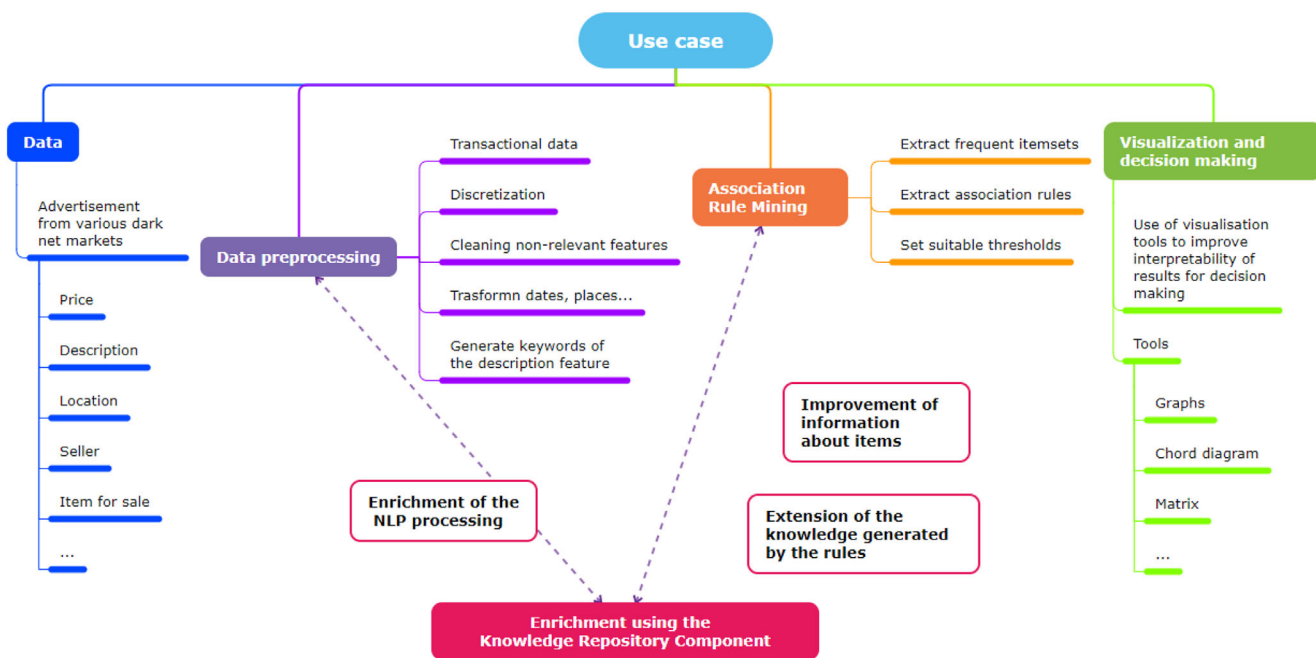 Use case
Data
Advertisement
from various dark
net markets
Price
Description
Location
Seller
Item for sale
...
Data preprocessing
Transactional data
Discretization
Cleaning non-relevant features
Trasformn dates, places...
Generate keywords of
the description feature
Association
Rule Mining
Extract frequent itemsets
Extract association rules
Set suitable thresholds
Visualization and
decision making
Use of visualisation
tools to improve
interpretability of
results for decision
making
Tools
Graphs
Chord diagram
Matrix
...
Improvement of
information
about items
Enrichment of the
NLP processing
Extension of the
knowledge generated
by the rules
Enrichment using the
Knowledge Repository Component